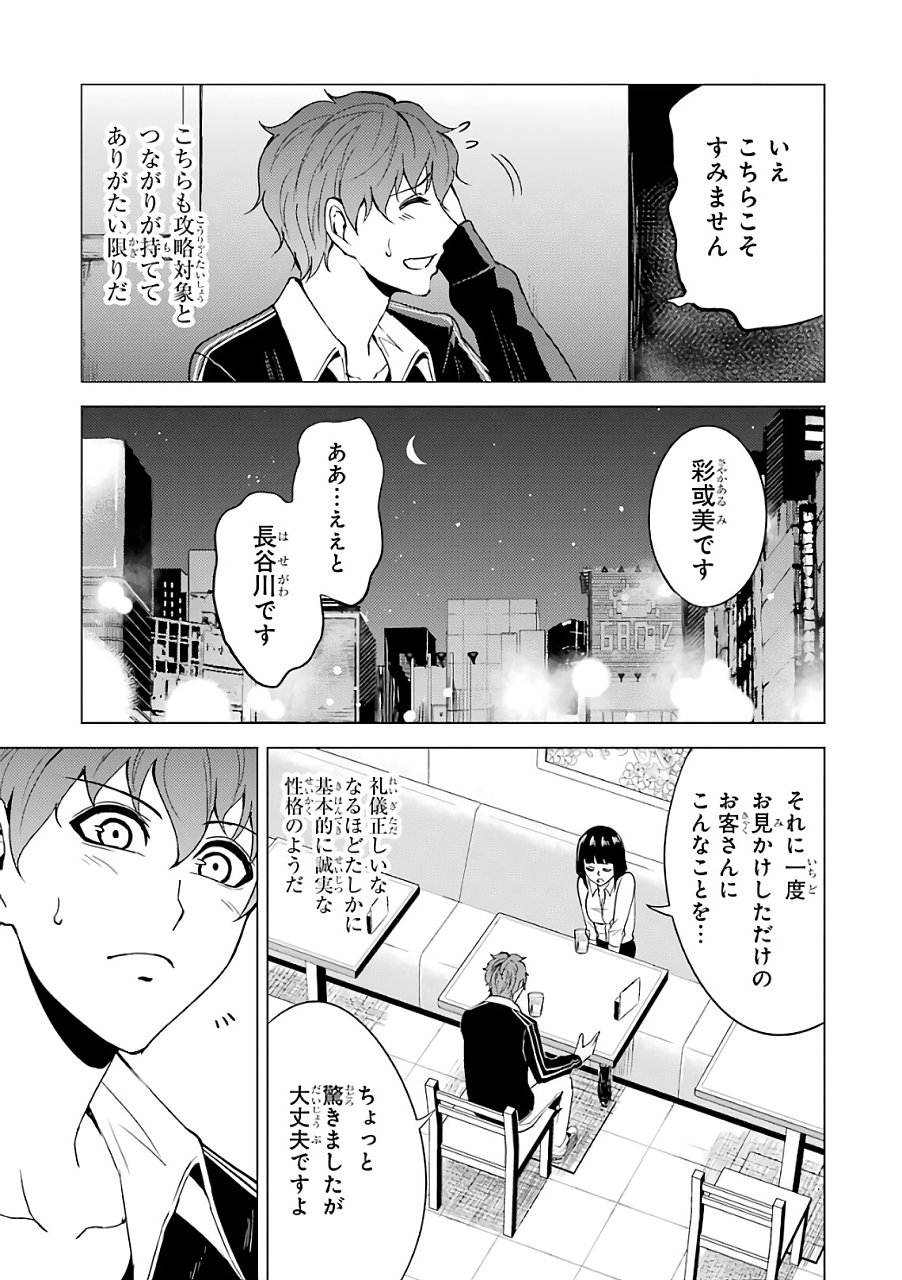 いえ
こちらこそ
すみません
こちらも攻略対象と
つながりが持てて
ありがたい限りだ
彩或美です
ああ…ええと
長谷川です
それに一度
お見かけしただけの
お客さんに
こんなことを…
礼儀正しいな
なるほどたしかに
基本的に誠実な
性格のようだ
ちょっと
驚きましたが
大丈夫ですよ